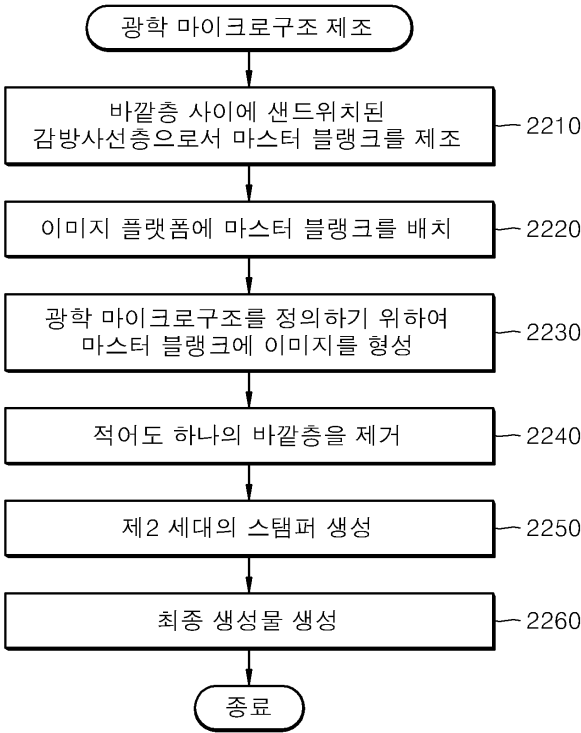 광학 마이크로구조 제조
바깥층 사이에 샌드위치된
감방사선층으로서 마스터 블랭크를 제조
2210
이미지 플랫폼에 마스터 블랭크를 배치
2220
광학 마이크로구조를 정의하기 위하여
마스터 블랭크에 이미지를 형성
2230
적어도 하나의 바깥층을 제거
2240
제2 세대의 스탬퍼 생성
2250
최종 생성물 생성
2260
종료